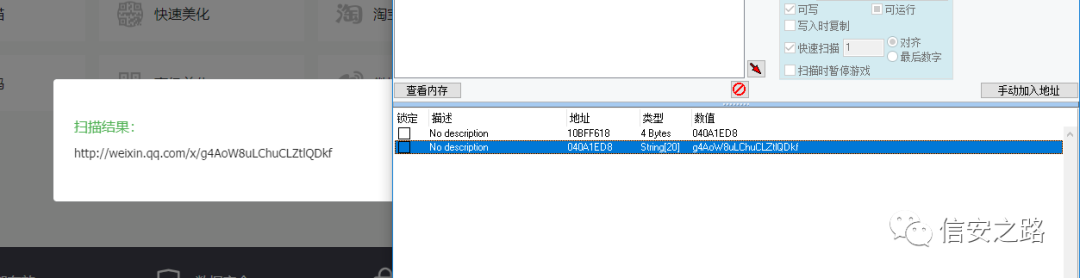 快速美化
淘
扫描结果:
http://weixin.qq.com/x/g4AoW8uLChuCLZtlQDkf
可写
可运行
写入时复制
快速扫描
1
对齐
最后数字
扫描时暂停游戏
查看内存
手动加入地址
锁定 描述 地址 类型 数值
No description 10BFF618 4 Bytes 040A1ED8
No description 040A1ED8 String[20] g4AoW8uLChuCLZtlQDkf
信安之路